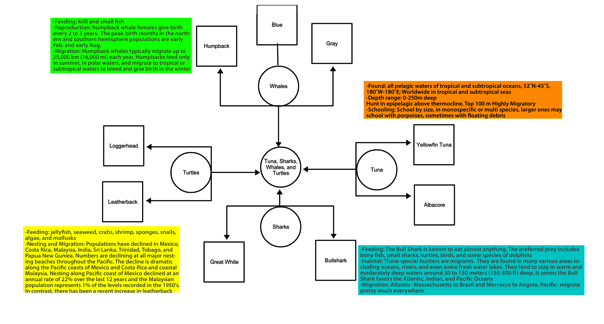 -Feeding: krill and small fish
-Reproduction: humpback whale females give birth
every 2 to 3 years. The peak birth months in the north-
ern and southern hemisphere populations are early
Feb. and early Aug.
-Migration: Humpback whales typically migrate up to
25,000 km (16,000 mi) each year. Humpbacks feed only
in summer, in polar waters, and migrate to tropical or
subtropical waters to breed and give birth in the winter
Blue
Humpback
Gray
Whales
-Found: all pelagic waters of tropical and subtropical oceans, 52˚N-45˚S,
180˚W-180˚E; Worldwide in tropical and subtropical seas
-Depth range: 0-250m deep
Hunt in epipelagic above thermocline. Top 100 m Highly Migratory
-Schooling: School by size, in monospecific or multi species, larger ones may
school with porpoises, sometimes with floating debris
Loggerhead
Leatherback
Turtles
Tuna, Sharks,
Whales, and
Turtles
Tuna
Yellowfin Tuna
Albacore
Sharks
Great White
Bullshark
-Feeding: jellyfish, seaweed, crabs, shrimp, sponges, snails,
algae, and mollusks
-Nesting and Migration: Populations have declined in Mexico,
Costa Rica, Malaysia, India, Sri Lanka, Trinidad, Tobago, and
Papua New Guniea. Numbers are declining at all major nest-
ing beaches throughout the Pacific. The decline is dramatic
along the Pacific coasts of Mexico and Costa Rica and coastal
Malaysia. Nesting along Pacific coast of Mexico declined at an
annual rate of 22% over the last 12 years and the Malaysian
population represents 1% of the levels recorded in the 1950's.
In contrast, there has been a recent increase in leatherback
-Feeding: The Bull Shark is known to eat almost anything. The preferred prey includes
bony fish, small sharks, turtles, birds, and some species of dolphins
-Habitat: These special hunters are migrants. They are found in many various areas in-
cluding oceans, rivers, and even some fresh water lakes. They tend to stay in warm and
moderately deep waters around 30 to 150 meters (150-500 ft) deep. It seems the Bull
Shark favors the Atlantic, Indian, and Pacific Oceans
-Migration: Atlantic- Massachusetts to Brazil and Morrocco to Angola. Pacific- migrate
pretty much everywhere